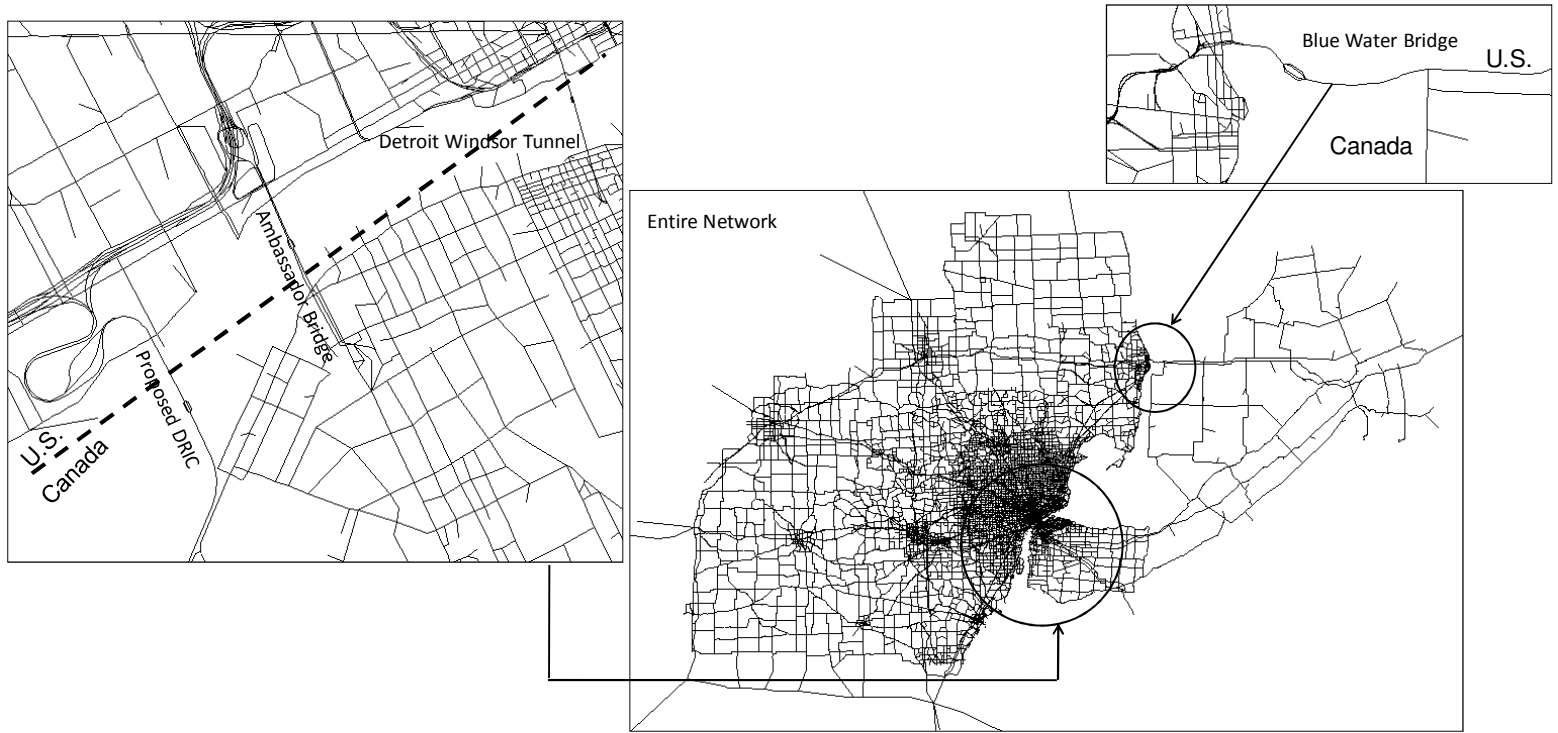 Detroit Windsor Tunnel
Ambassador Bridge
Proposed DRIC
U.S.
Canada
Blue Water Bridge
U.S.
Canada
Entire Network